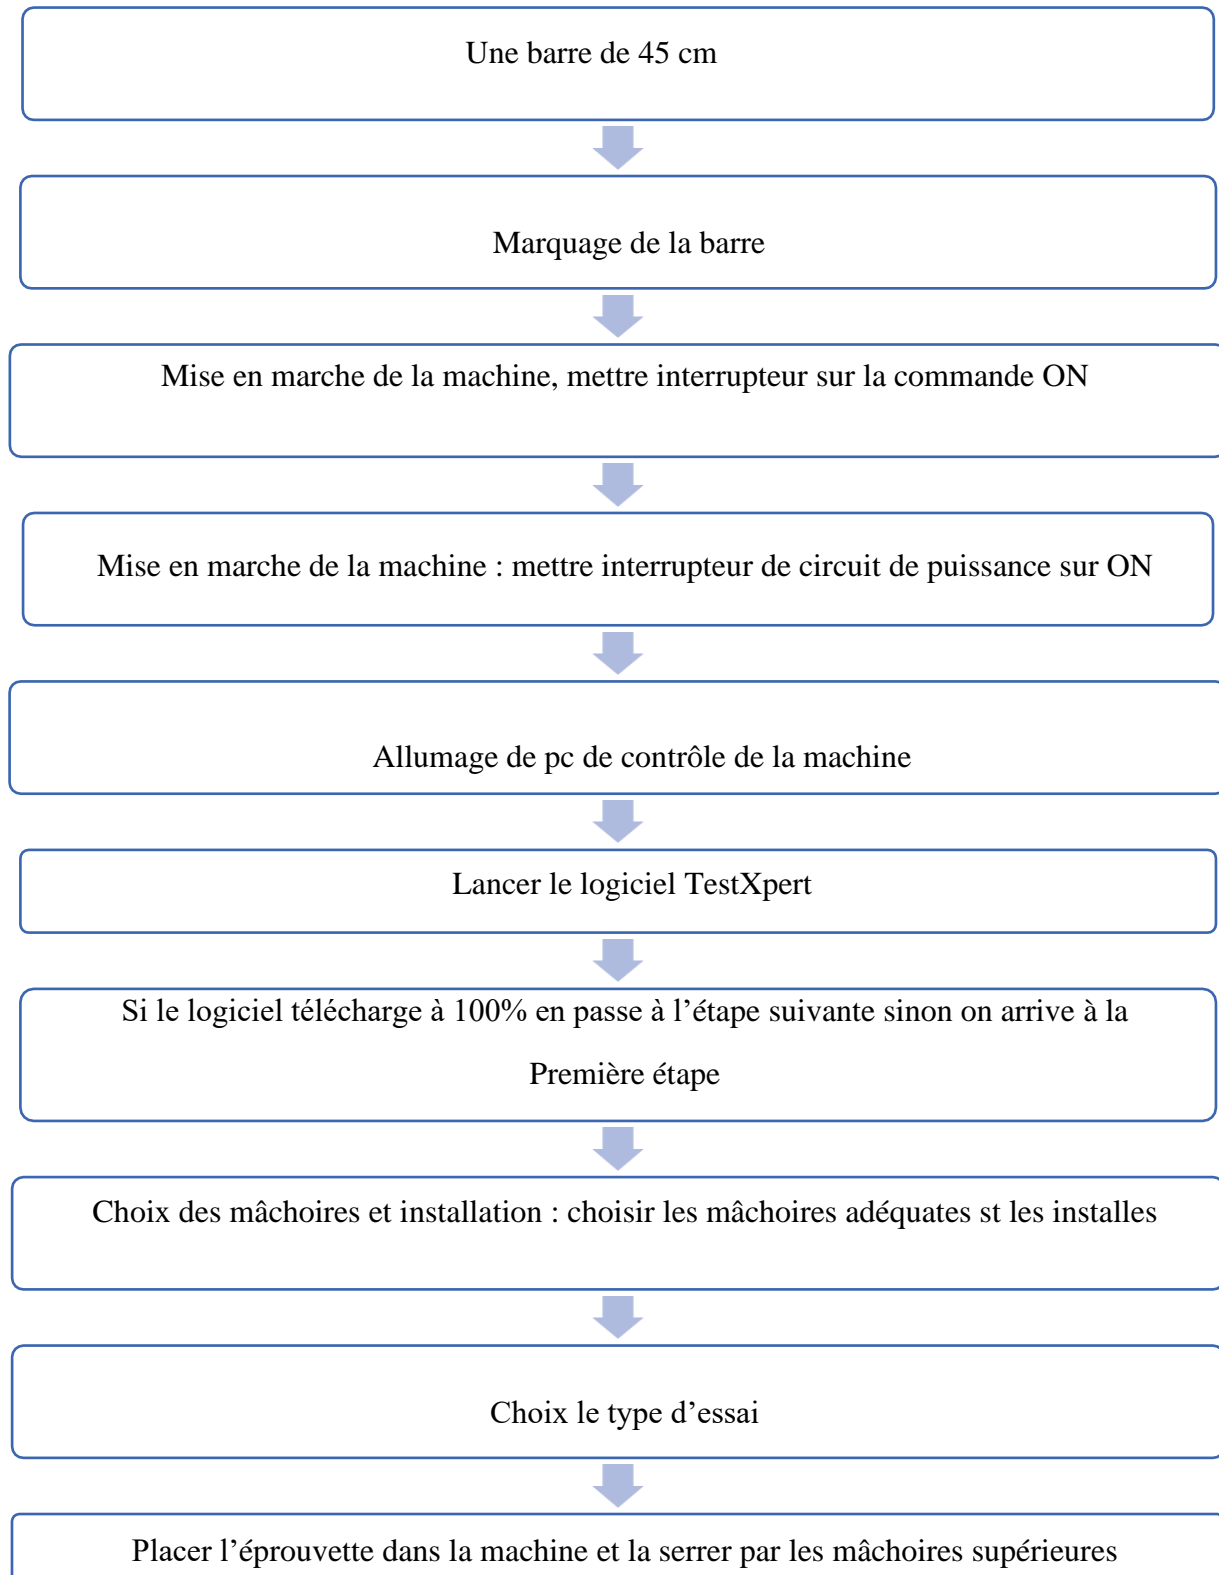 Une barre de 45 cm
Marquage de la barre
Mise en marche de la machine, mettre interrupteur sur la commande ON
Mise en marche de la machine : mettre interrupteur de circuit de puissance sur ON
Allumage de pc de contrôle de la machine
Lancer le logiciel TestXpert
Si le logiciel télécharge à 100% en passe à l’étape suivante sinon on arrive à la
Première étape
Choix des mâchoires et installation : choisir les mâchoires adéquates st les installes
Choix le type d’essai
Placer l’éprouvette dans la machine et la serrer par les mâchoires supérieures